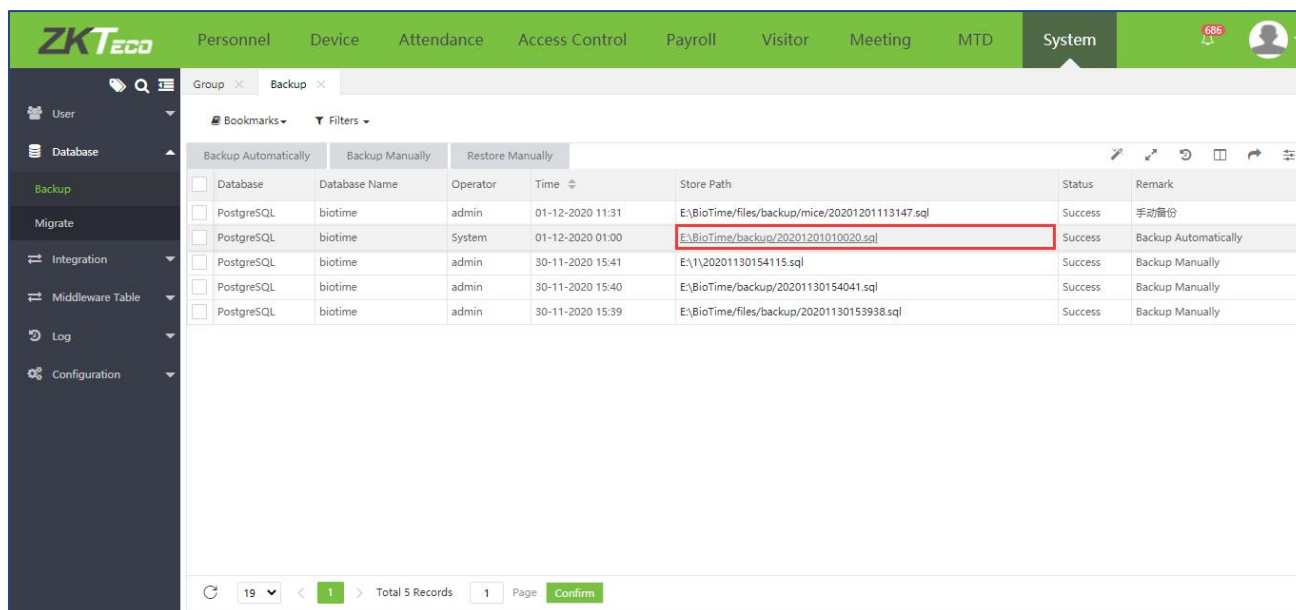 ZKTECO Personnel Device Attendance Access Control Payroll Visitor Meeting MTD System 686
Group Backup
User
Bookmarks Filters
Database
Backup Automatically Backup Manually Restore Manually
Backup
Migrate
Integration
Middleware Table
Log
Configuration
Database Database Name Operator Time Store Path Status Remark
PostgreSQL biotime admin 01-12-2020 11:31 E:\BioTime/files/backup/mice/20201201113147.sql Success 手动备份
PostgreSQL biotime System 01-12-2020 01:00 E:\BioTime/backup/20201201010020.sql Success Backup Automatically
PostgreSQL biotime admin 30-11-2020 15:41 E:\1\20201130154115.sql Success Backup Manually
PostgreSQL biotime admin 30-11-2020 15:40 E:\BioTime/backup/20201130154041.sql Success Backup Manually
PostgreSQL biotime admin 30-11-2020 15:39 E:\BioTime/files/backup/20201130153938.sql Success Backup Manually
19 < 1 > Total 5 Records 1 Page Confirm